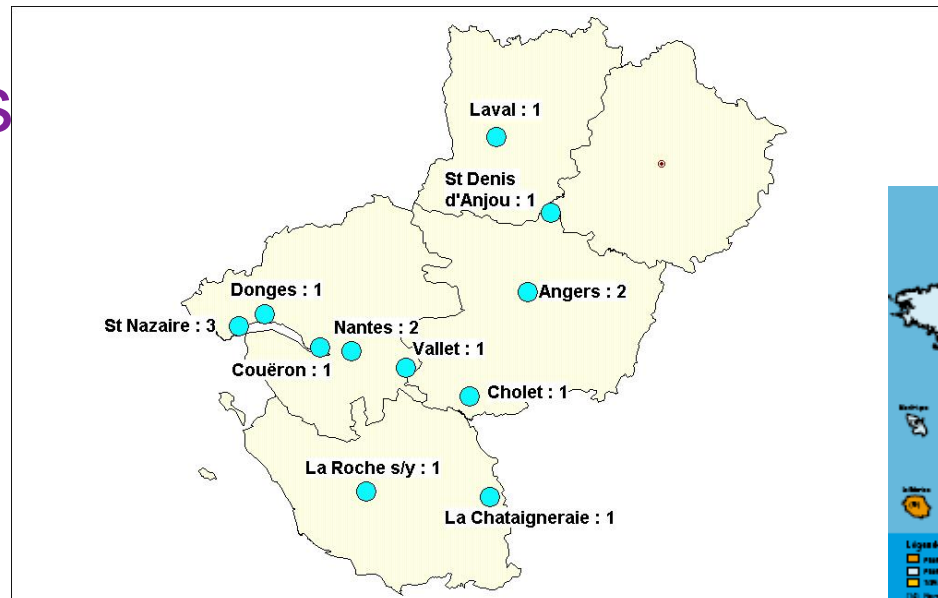 S
Laval : 1
St Denis
d'Anjou : 1
Angers : 2
Donges : 1
St Nazaire : 3
Nantes : 2
Vallet : 1
Couëron : 1
Cholet : 1
La Roche s/y : 1
La Chataigneraie : 1